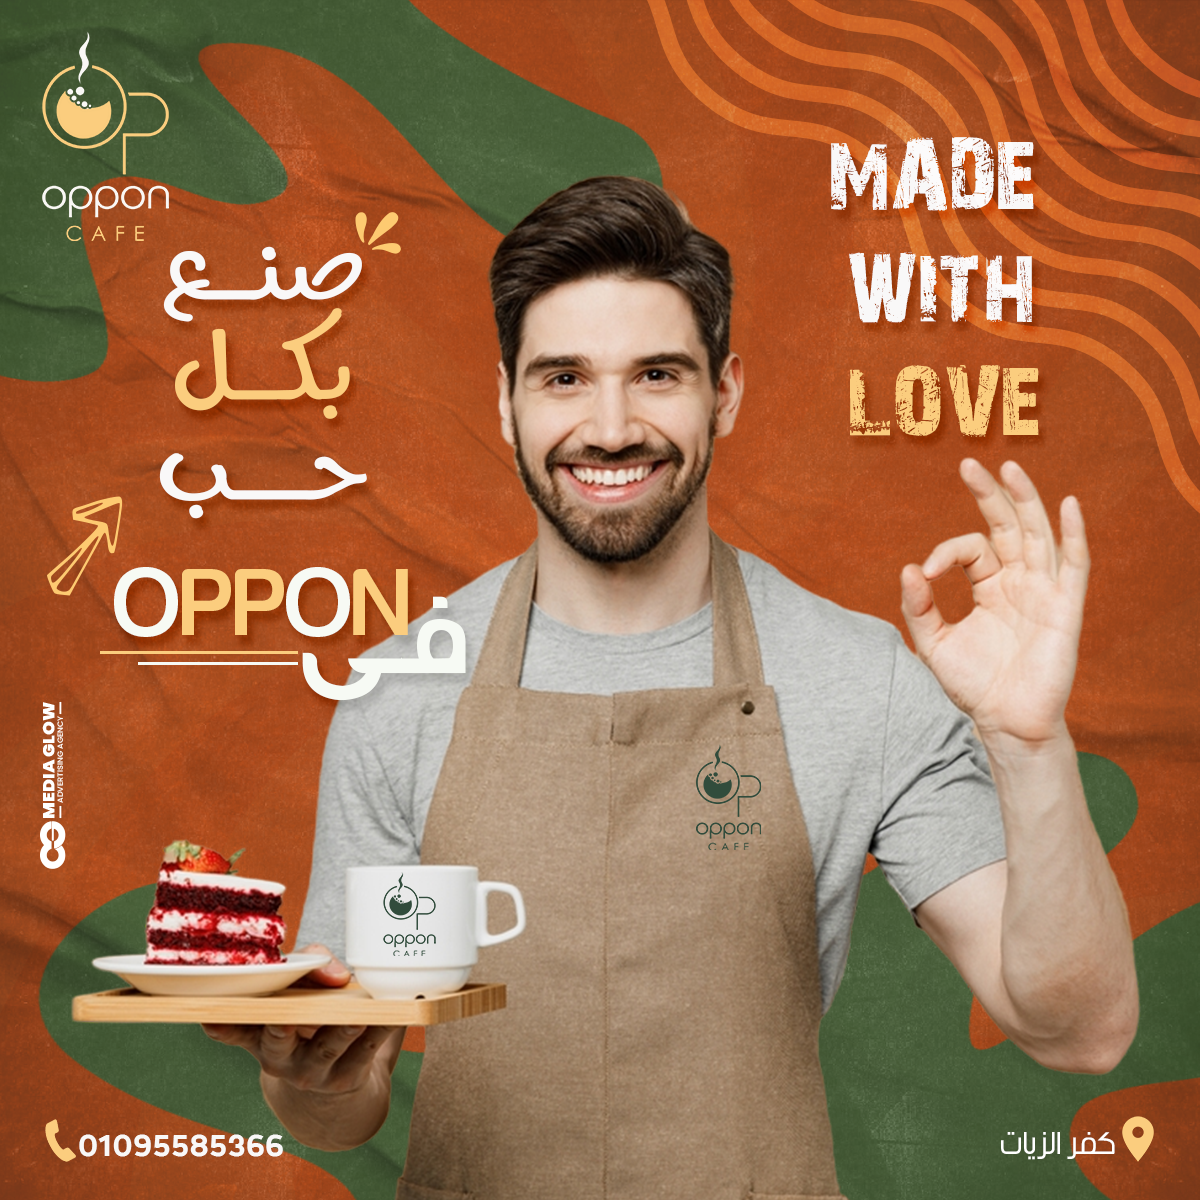 oppon
CAFE
صنع
بكل
حب
فى OPPON
MADE
WITH
LOVE
MEDIA GLOW
ADVERTISING AGENCY
oppon
CAFE
oppon
CAFE
01095585366
كفر الزيات